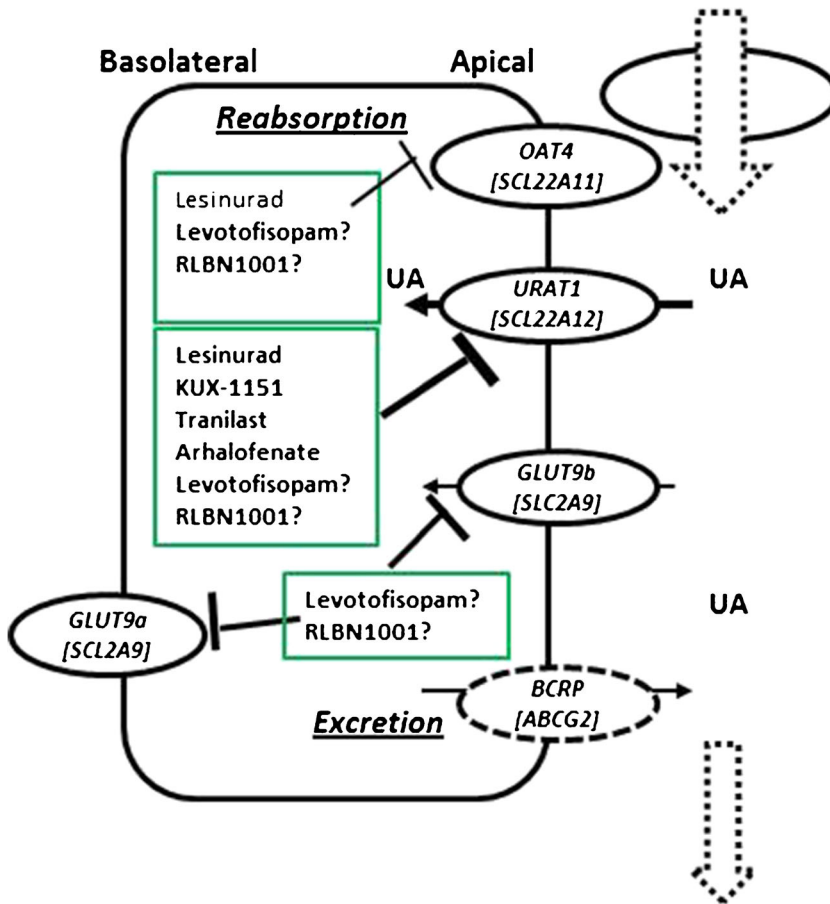 Basolateral
Apical
Reabsorption
OAT4
[SCL22A11]
Lesinurad
Levotofisopam?
RLBN1001?
UA
URAT1
[SCL22A12]
UA
Lesinurad
KUX-1151
Tranilast
Arhalofenate
Levotofisopam?
RLBN1001?
GLUT9b
[SLC2A9]
Levotofisopam?
RLBN1001?
UA
GLUT9a
[SCL2A9]
BCRP
[ABCG2]
Excretion